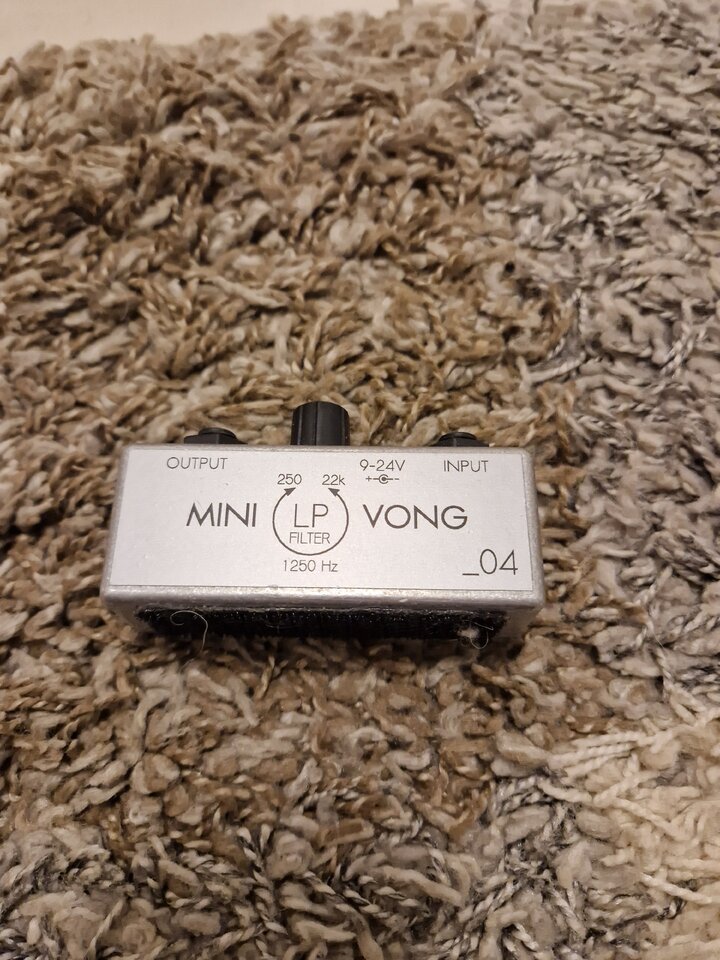 OUTPUT
9-24V
INPUT
250 22k
MINI LP VONG
FILTER
1250 Hz
_04